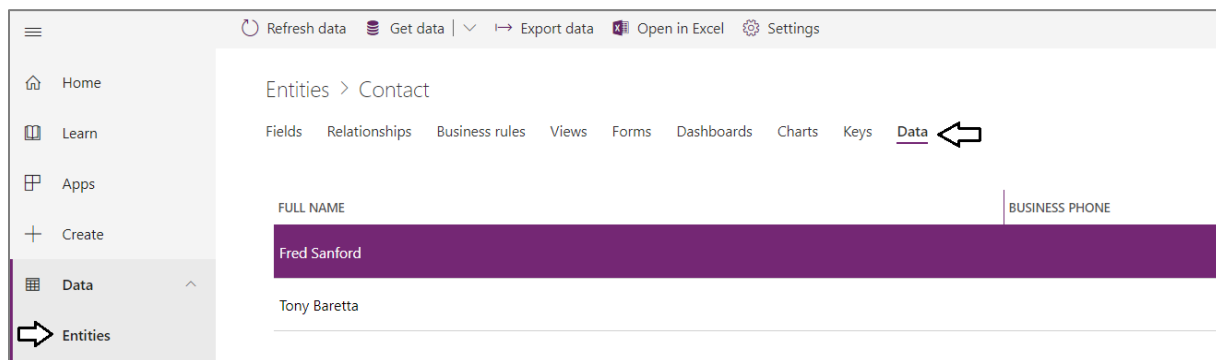 Refresh data Get data Export data Open in Excel Settings
Home
Learn
Apps
Create
Data
Entities
Entities > Contact
Fields Relationships Business rules Views Forms Dashboards Charts Keys Data
FULL NAME BUSINESS PHONE
Fred Sanford
Tony Baretta